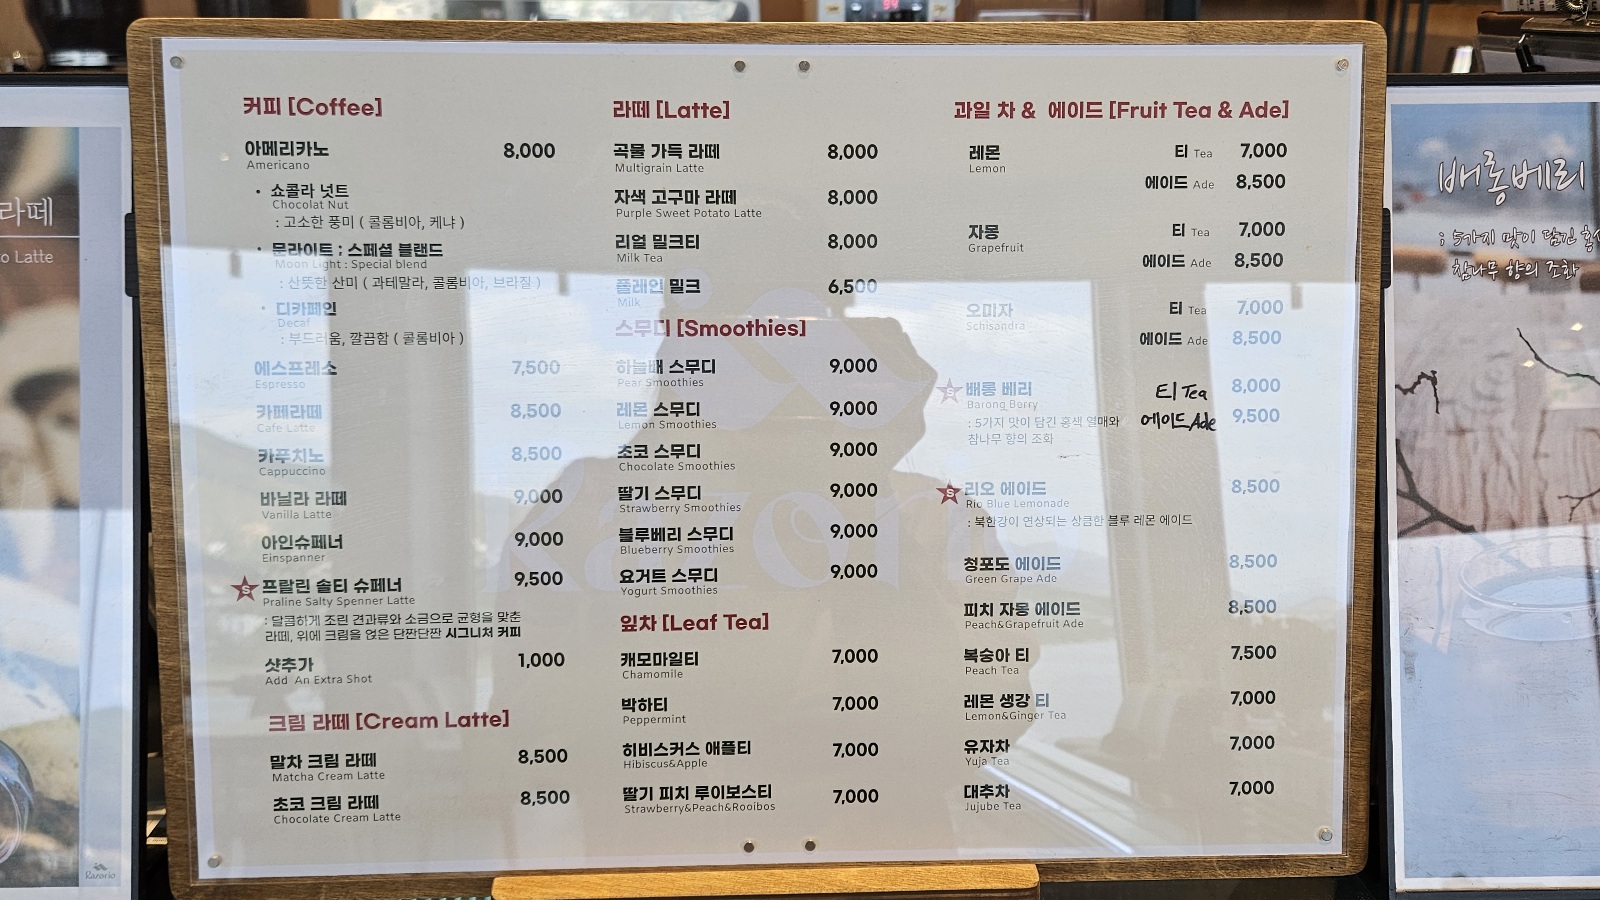 커피 [Coffee]
아메리카노 8,000
Americano
• 쇼콜라 넛트
Chocolat Nut
: 고소한 풍미 ( 콜롬비아, 케냐 )
• 문라이트 : 스페셜 블랜드
Moon Light : Special blend
: 산뜻한 산미 ( 과테말라, 콜롬비아, 브라질 )
• 디카페인
Decaf
: 부드러움, 깔끔함 ( 콜롬비아 )
에스프레소 7,500
Espresso
카페라떼 8,500
Cafe Latte
카푸치노 8,500
Cappuccino
바닐라 라떼 9,000
Vanilla Latte
아인슈페너 9,000
Einspanner
S 프랄린 솔티 슈페너 9,500
Praline Salty Spenner Latte
: 달콤하게 조린 견과류와 소금으로 균형을 맞춘
라떼, 위에 크림을 얹은 단짠단짠 시그니처 커피
샷추가 1,000
Add An Extra Shot
크림 라떼 [Cream Latte]
말차 크림 라떼 8,500
Matcha Cream Latte
초코 크림 라떼 8,500
Chocolate Cream Latte
라떼 [Latte]
곡물 가득 라떼 8,000
Multigrain Latte
자색 고구마 라떼 8,000
Purple Sweet Potato Latte
리얼 밀크티 8,000
Milk Tea
플레인 밀크 6,500
Milk
스무디 [Smoothies]
하늘배 스무디 9,000
Pear Smoothies
레몬 스무디 9,000
Lemon Smoothies
초코 스무디 9,000
Chocolate Smoothies
딸기 스무디 9,000
Strawberry Smoothies
블루베리 스무디 9,000
Blueberry Smoothies
요거트 스무디 9,000
Yogurt Smoothies
잎차 [Leaf Tea]
캐모마일티 7,000
Chamomile
박하티 7,000
Peppermint
히비스커스 애플티 7,000
Hibiscus&Apple
딸기 피치 루이보스티 7,000
Strawberry&Peach&Rooibos
과일 차 & 에이드 [Fruit Tea & Ade]
레몬 티 Tea 7,000
Lemon
에이드 Ade 8,500
자몽 티 Tea 7,000
Grapefruit
에이드 Ade 8,500
오미자 티 Tea 7,000
Schisandra
에이드 Ade 8,500
S 배롱 베리 티 Tea 8,000
Barong Berry
에이드 Ade 9,500
: 5가지 맛이 담긴 홍색 열매와
참나무 향의 조화
S 리오 에이드 8,500
Rio Blue Lemonade
: 북한강이 연상되는 상큼한 블루 레몬 에이드
청포도 에이드 8,500
Green Grape Ade
피치 자몽 에이드 8,500
Peach&Grapefruit Ade
복숭아 티 7,500
Peach Tea
레몬 생강 티 7,000
Lemon&Ginger Tea
유자차 7,000
Yuja Tea
대추차 7,000
Jujube Tea
라떼
o Latte
Razorio
배롱베리
: 5가지 맛이 담긴 홍색
참나무 향의 조화